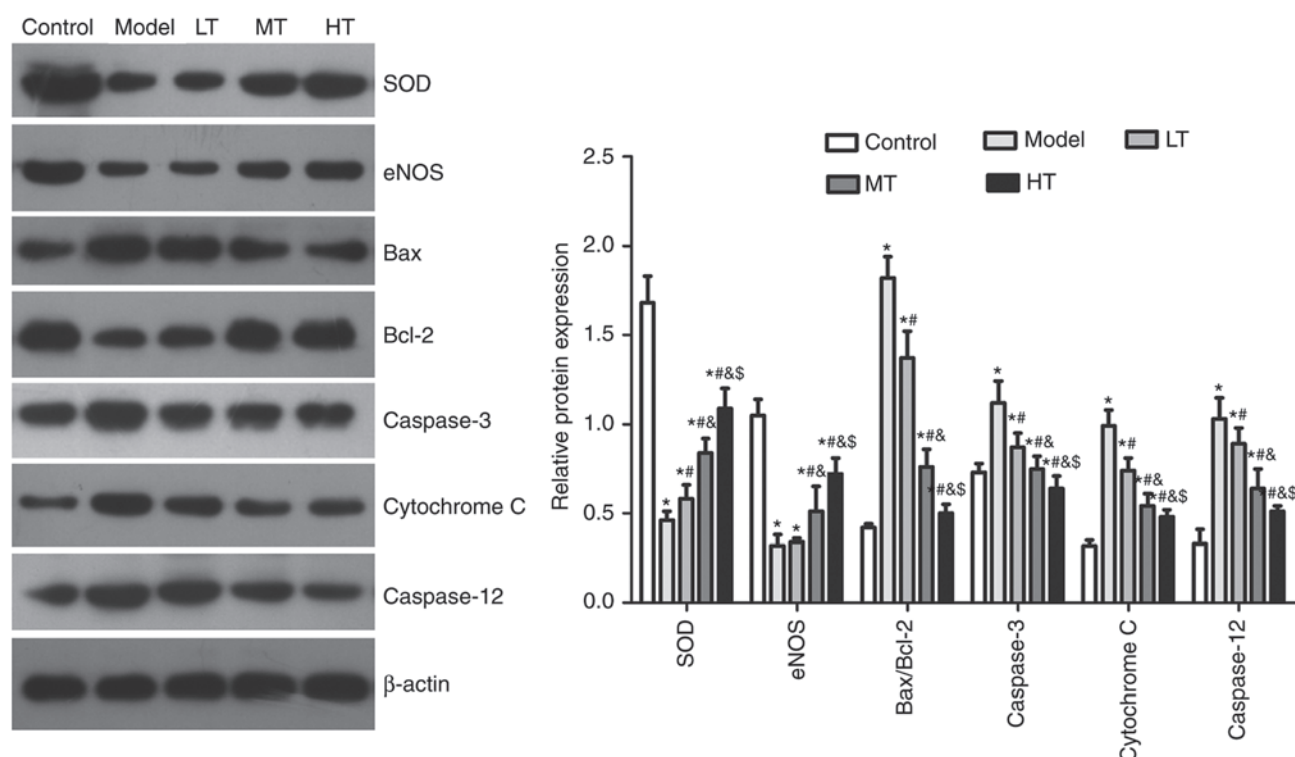 Control Model LT MT HT
SOD
eNOS
Bax
Bcl-2
Caspase-3
Cytochrome C
Caspase-12
β-actin
Control Model LT
MT HT
Relative protein expression
2.5
2.0
1.5
1.0
0.5
0.0
* *# *#& *#&$
* * *#& *#&$
* *# *#& *#&$
* *# *#& *#&$
* *# *#& *#&$
* *# *#& *#&$
SOD
eNOS
Bax/Bcl-2
Caspase-3
Cytochrome C
Caspase-12